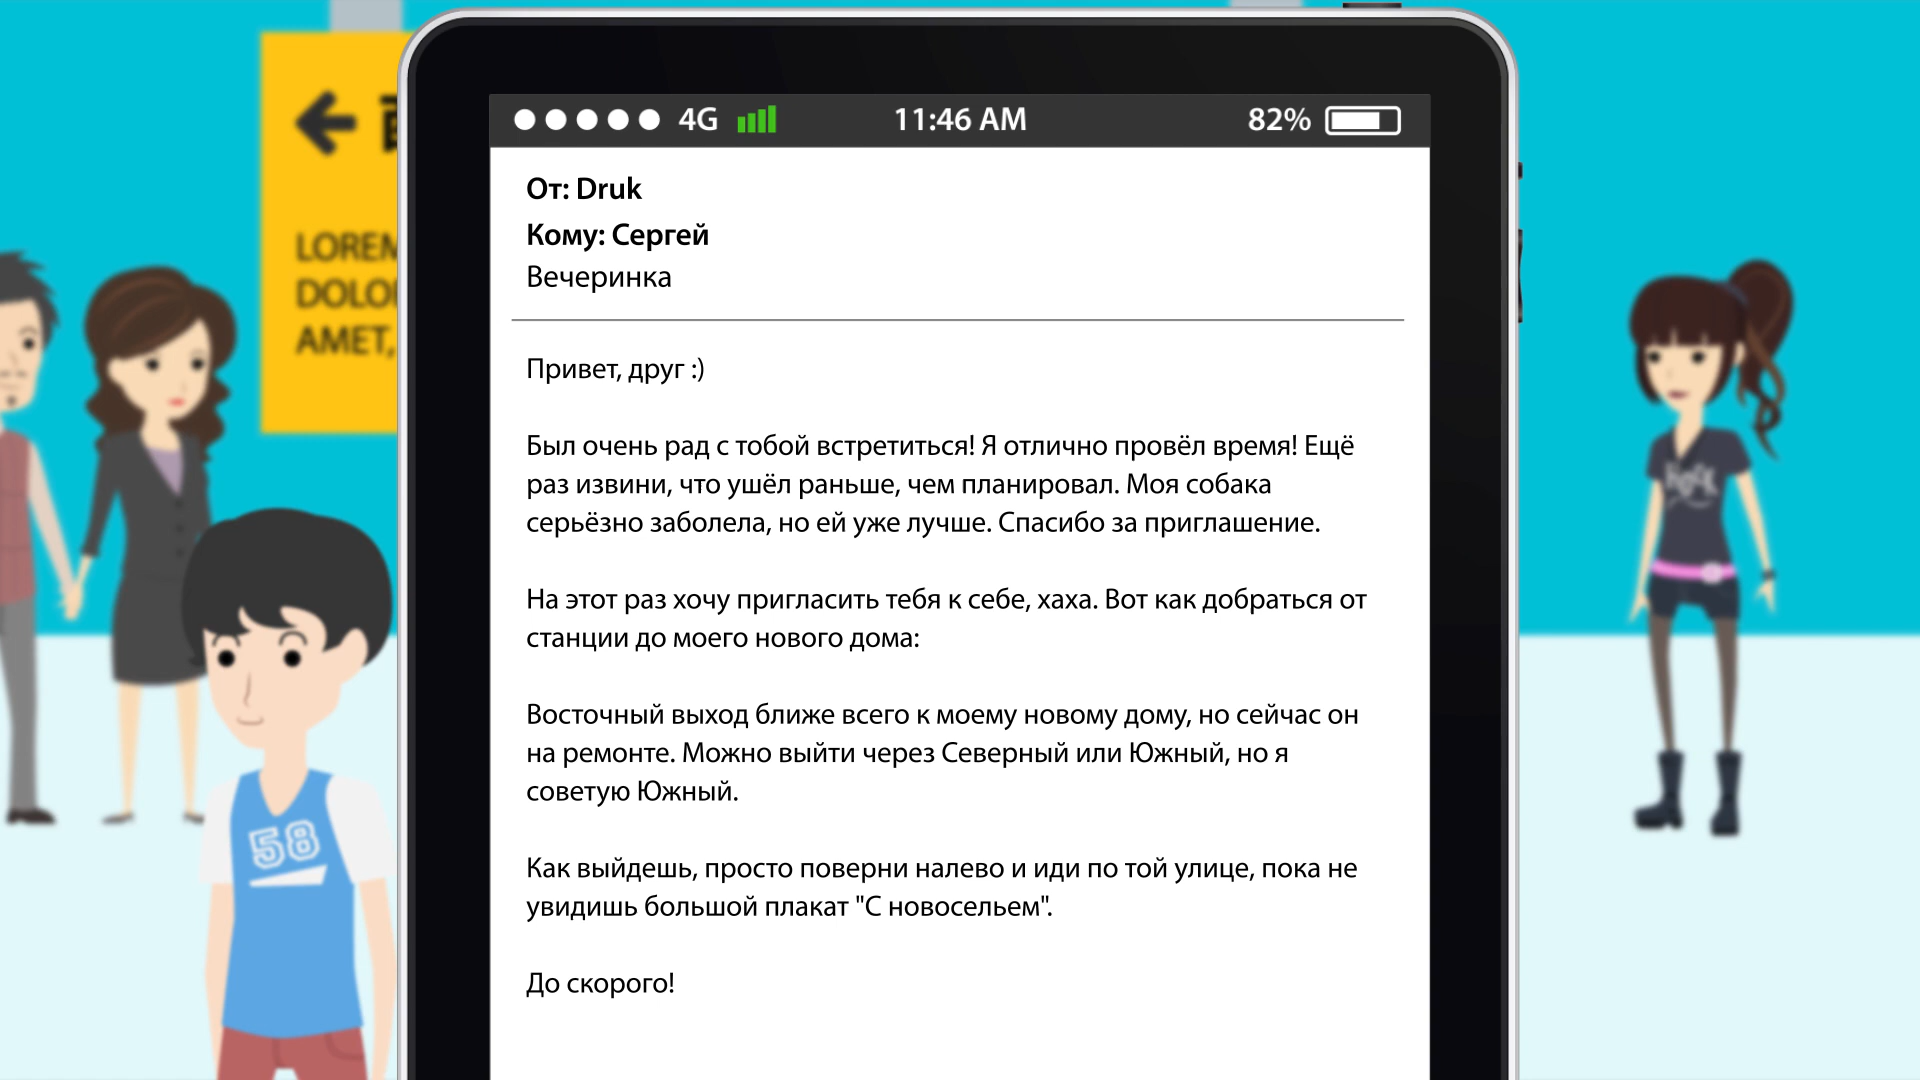 LOREM
DOLO
AMET,
58
4G
11:46 AM
82%
От: Druk
Кому: Сергей
Вечеринка
Привет, друг :)
Был очень рад с тобой встретиться! Я отлично провёл время! Ещё
раз извини, что ушёл раньше, чем планировал. Моя собака
серьёзно заболела, но ей уже лучше. Спасибо за приглашение.
На этот раз хочу пригласить тебя к себе, хаха. Вот как добраться от
станции до моего нового дома:
Восточный выход ближе всего к моему новому дому, но сейчас он
на ремонте. Можно выйти через Северный или Южный, но я
советую Южный.
Как выйдешь, просто поверни налево и иди по той улице, пока не
увидишь большой плакат "С новосельем".
До скорого!